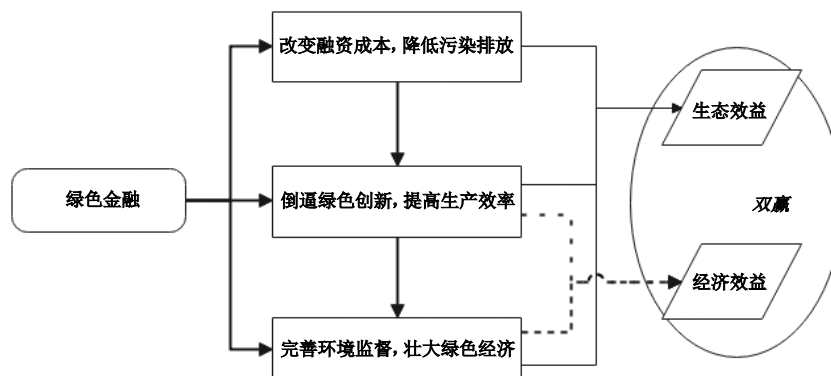 改变融资成本，降低污染排放
生态效益
绿色金融
倒逼绿色创新，提高生产效率
双赢
经济效益
完善环境监督，壮大绿色经济